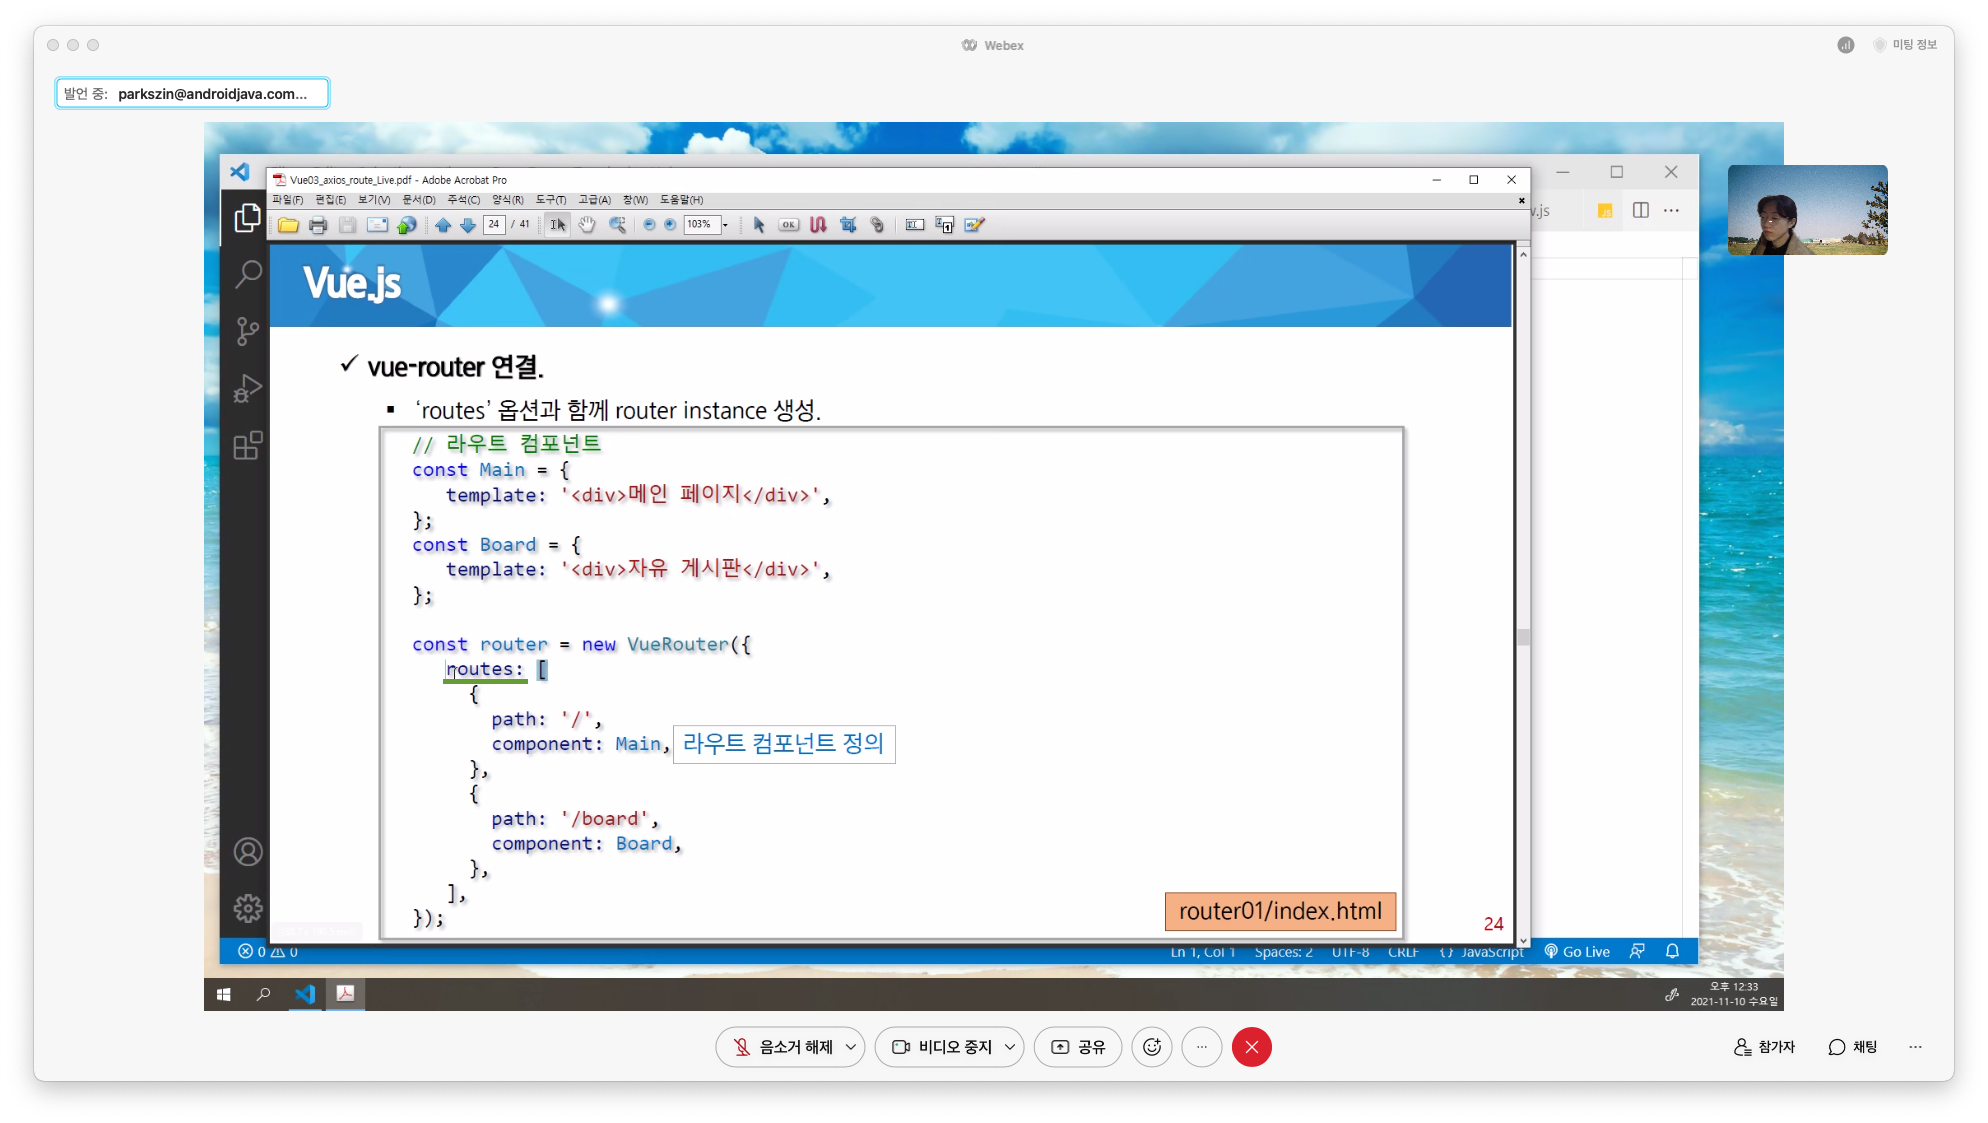 Webex
미팅 정보
발언 중: parkszin@androidjava.com...
Vue03_axios_route_Live.pdf - Adobe Acrobat Pro
파일(F) 편집(E) 보기(V) 문서(D) 주석(C) 양식(R) 도구(T) 고급(A) 창(W) 도움말(H)
24 / 41 OK 103%
.js
JS
Vue.js
✓ vue-router 연결.
▪ ‘routes’ 옵션과 함께 router instance 생성.
// 라우트 컴포넌트
const Main = {
template: '<div>메인 페이지</div>',
};
const Board = {
template: '<div>자유 게시판</div>',
};
const router = new VueRouter({
routes: [
{
path: '/',
component: Main, 라우트 컴포넌트 정의
},
{
path: '/board',
component: Board,
},
],
});
router01/index.html
24
0 0 Ln 1, Col 1 Spaces: 2 UTF-8 CRLF {} JavaScript Go Live
오후 12:33
2021-11-10 수요일
음소거 해제 비디오 중지 공유 참가자 채팅